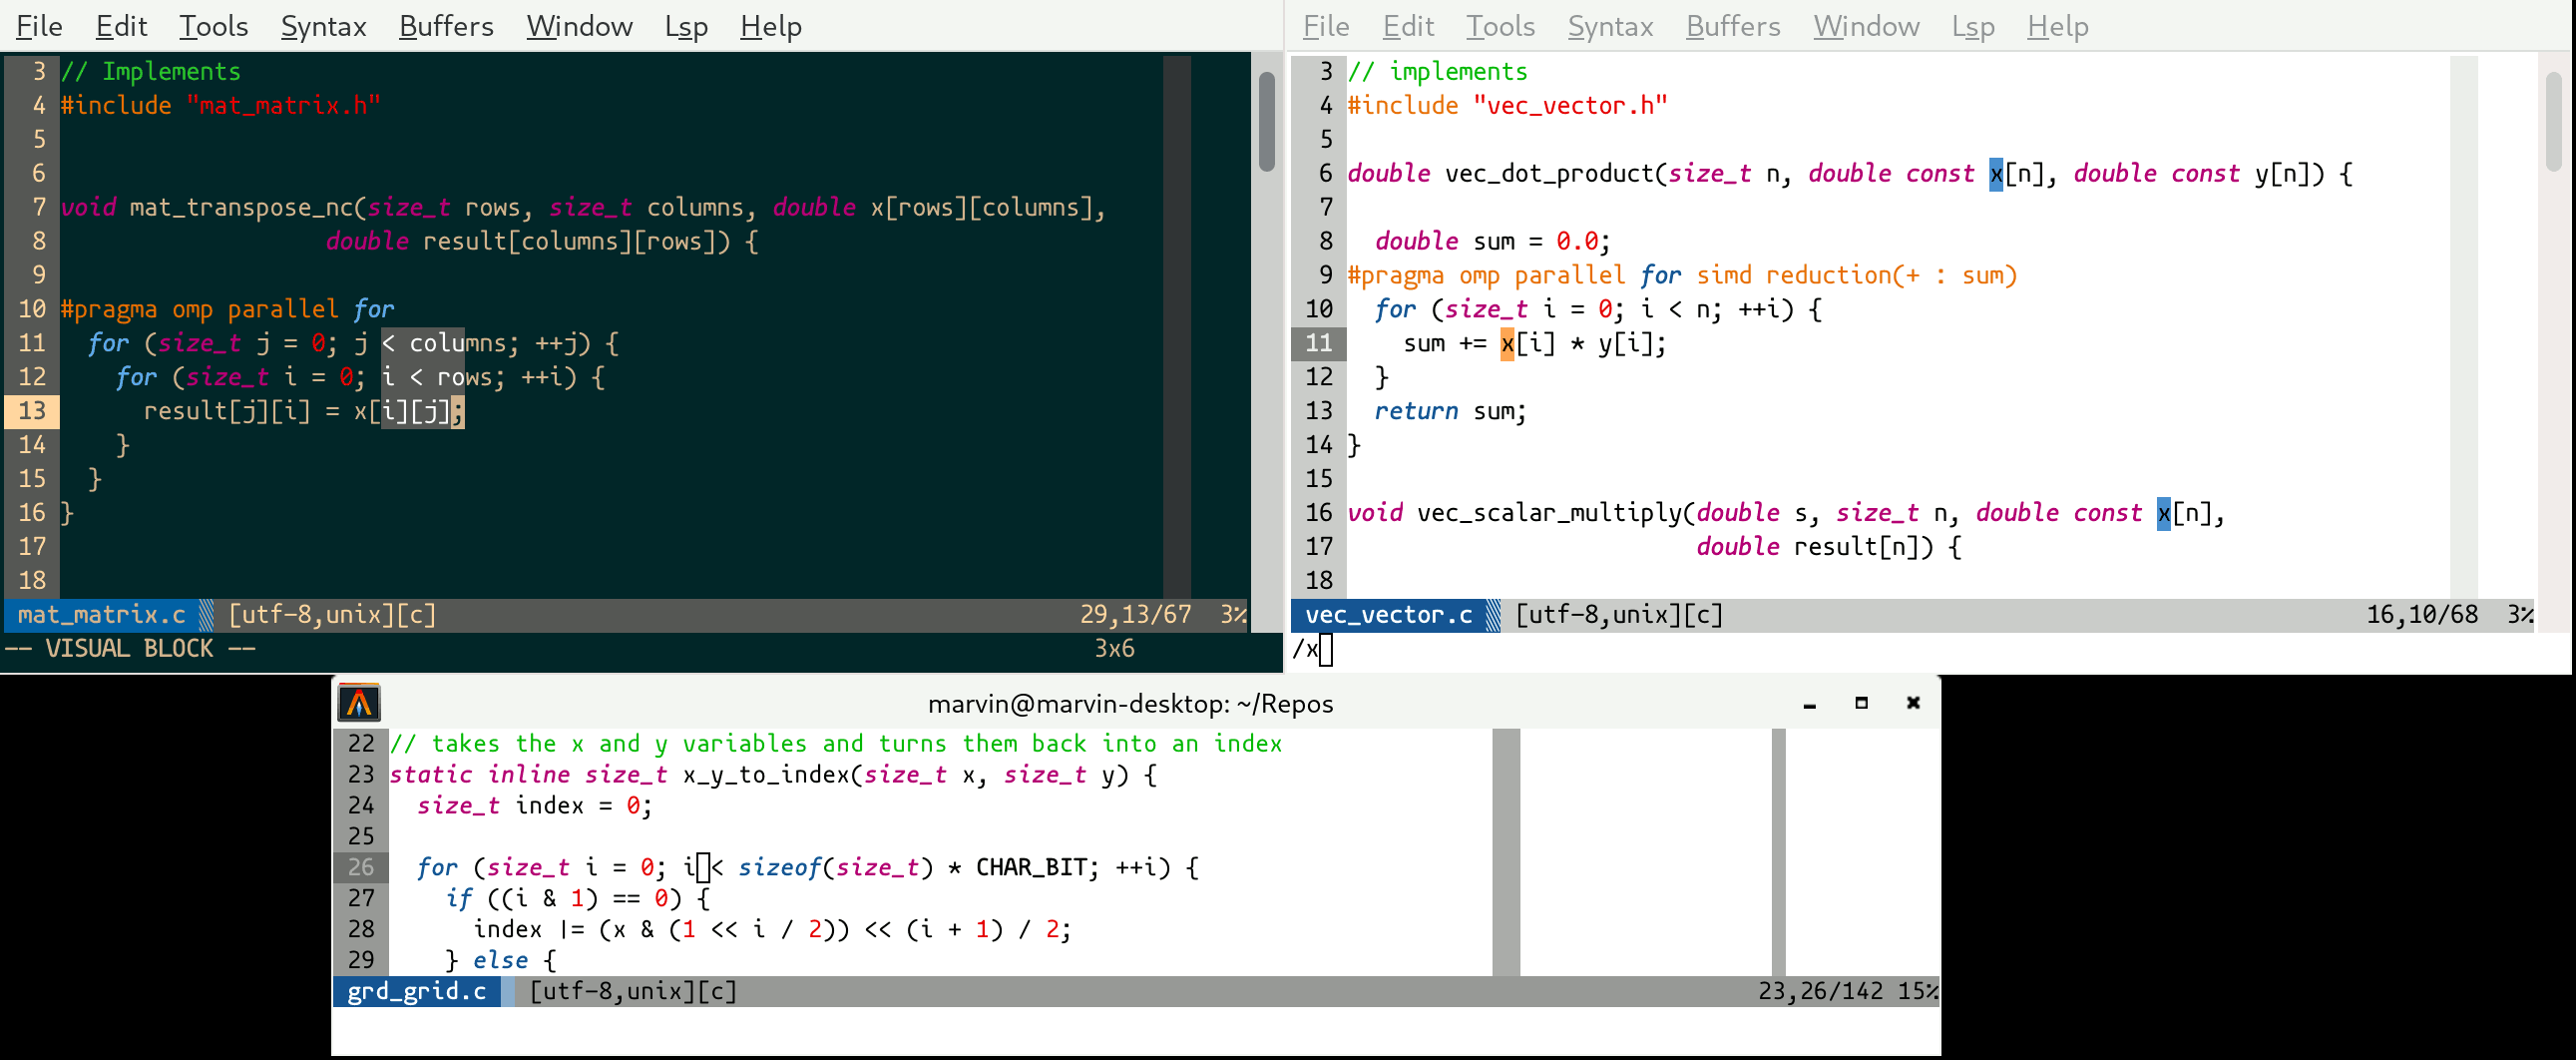 File Edit Tools Syntax Buffers Window Lsp Help
3 // Implements
4 #include "mat_matrix.h"
5
6
7 void mat_transpose_nc(size_t rows, size_t columns, double x[rows][columns],
8                    double result[columns][rows]) {
9
10 #pragma omp parallel for
11   for (size_t j = 0; j < columns; ++j) {
12     for (size_t i = 0; i < rows; ++i) {
13       result[j][i] = x[i][j];
14     }
15   }
16 }
17
18
mat_matrix.c [utf-8,unix][c] 29,13/67 3%
-- VISUAL BLOCK -- 3x6
File Edit Tools Syntax Buffers Window Lsp Help
3 // implements
4 #include "vec_vector.h"
5
6 double vec_dot_product(size_t n, double const x[n], double const y[n]) {
7
8   double sum = 0.0;
9 #pragma omp parallel for simd reduction(+ : sum)
10   for (size_t i = 0; i < n; ++i) {
11     sum += x[i] * y[i];
12   }
13   return sum;
14 }
15
16 void vec_scalar_multiply(double s, size_t n, double const x[n],
17                          double result[n]) {
18
vec_vector.c [utf-8,unix][c] 16,10/68 3%
/x
marvin@marvin-desktop: ~/Repos
22 // takes the x and y variables and turns them back into an index
23 static inline size_t x_y_to_index(size_t x, size_t y) {
24   size_t index = 0;
25
26   for (size_t i = 0; i < sizeof(size_t) * CHAR_BIT; ++i) {
27     if ((i & 1) == 0) {
28       index |= (x & (1 << i / 2)) << (i + 1) / 2;
29     } else {
grd_grid.c [utf-8,unix][c] 23,26/142 15%